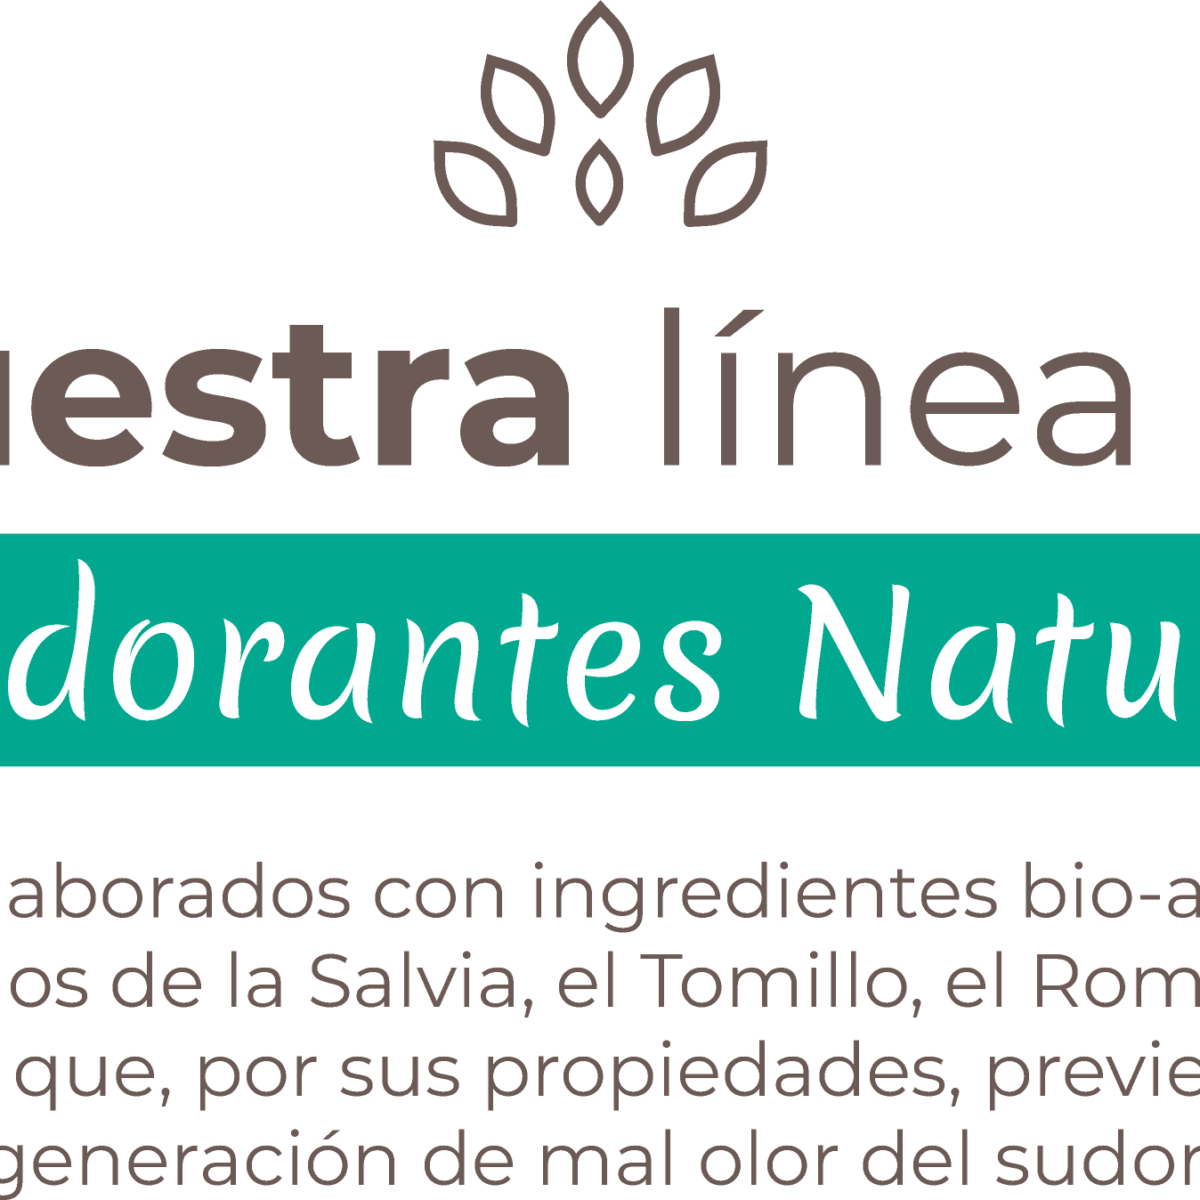 uestra línea
dorantes Natu
aborados con ingredientes bio-a
os de la Salvia, el Tomillo, el Rom
que, por sus propiedades, previe
generación de mal olor del sudor